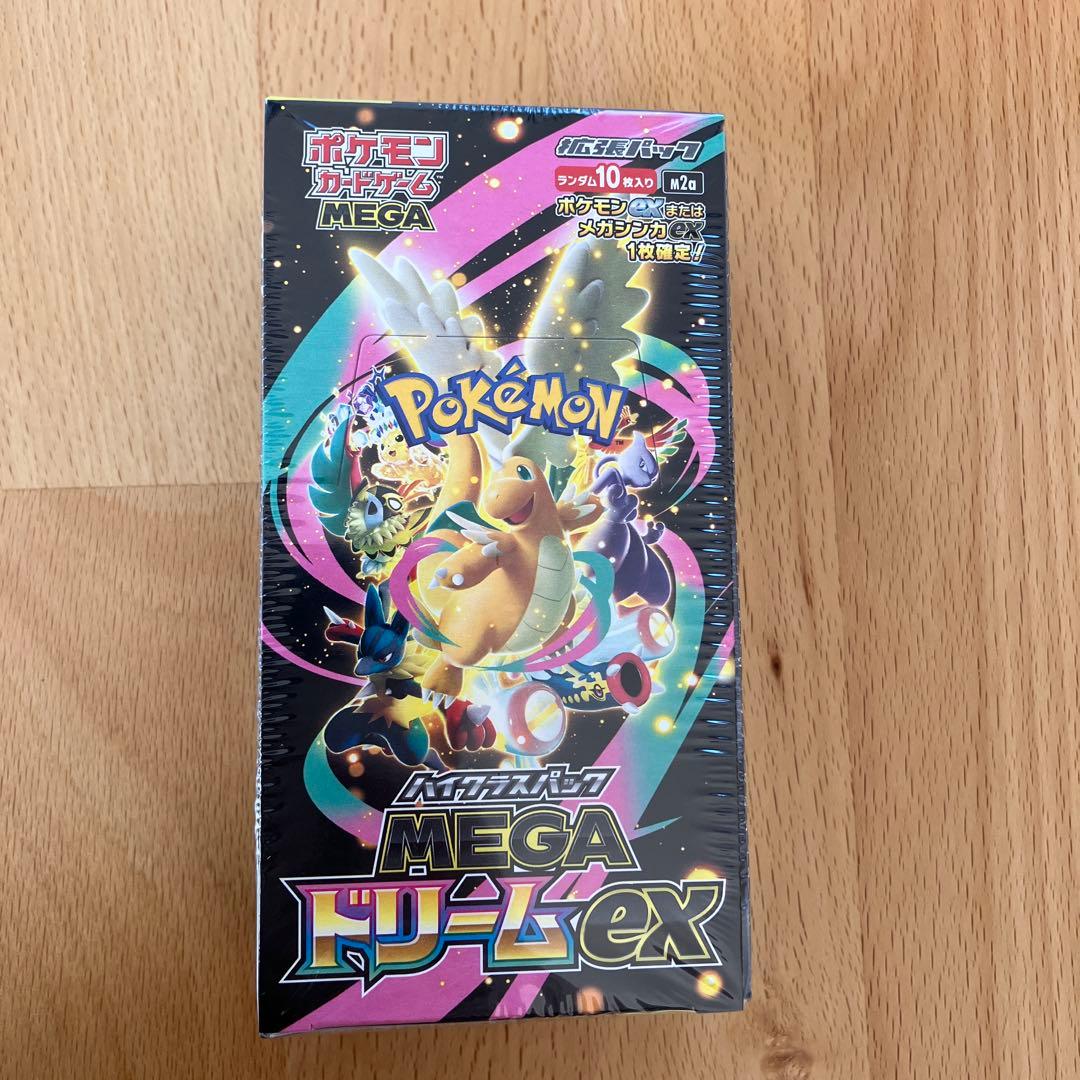 ポケモン
カードゲーム™
MEGA
拡張パック
ランダム10枚入り M2a
ポケモンexまたは
メガシンカex
1枚確定!
POKéMON™
ハイクラスパック
MEGA
ドリームex